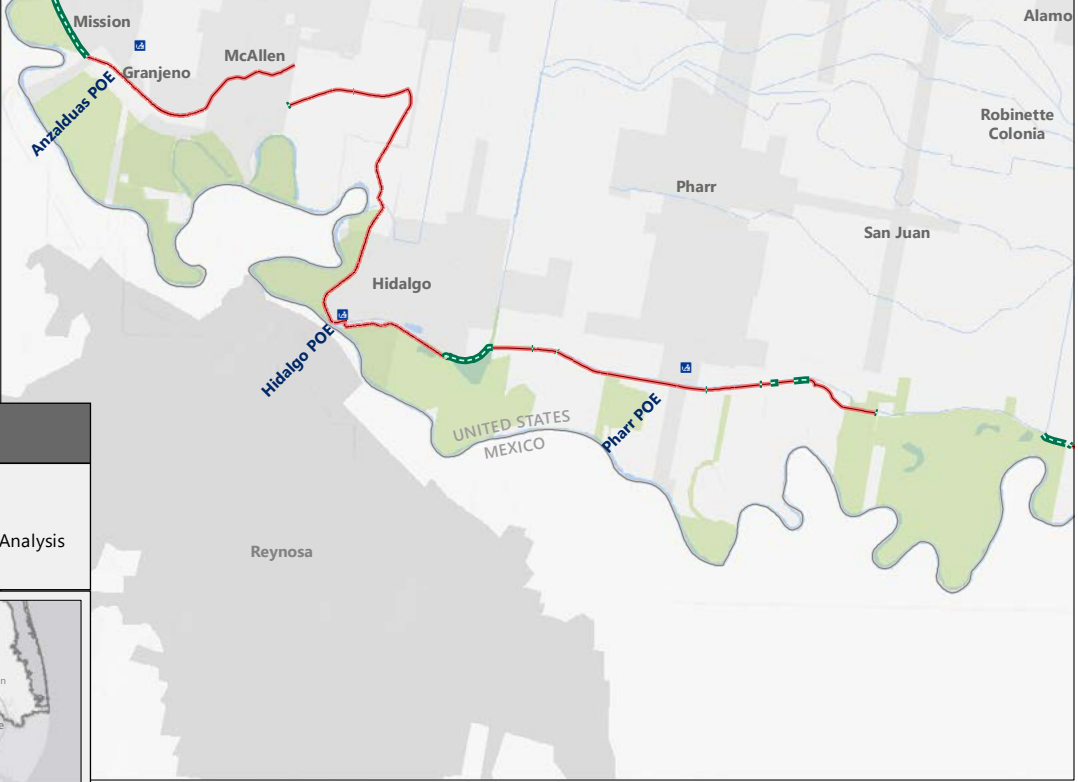 Mission
Alamo
McAllen
Granjeno
Anzalduas POE
Robinette
Colonia
Pharr
San Juan
Hidalgo
Hidalgo POE
Pharr POE
UNITED STATES
MEXICO
Analysis
Reynosa
n
e